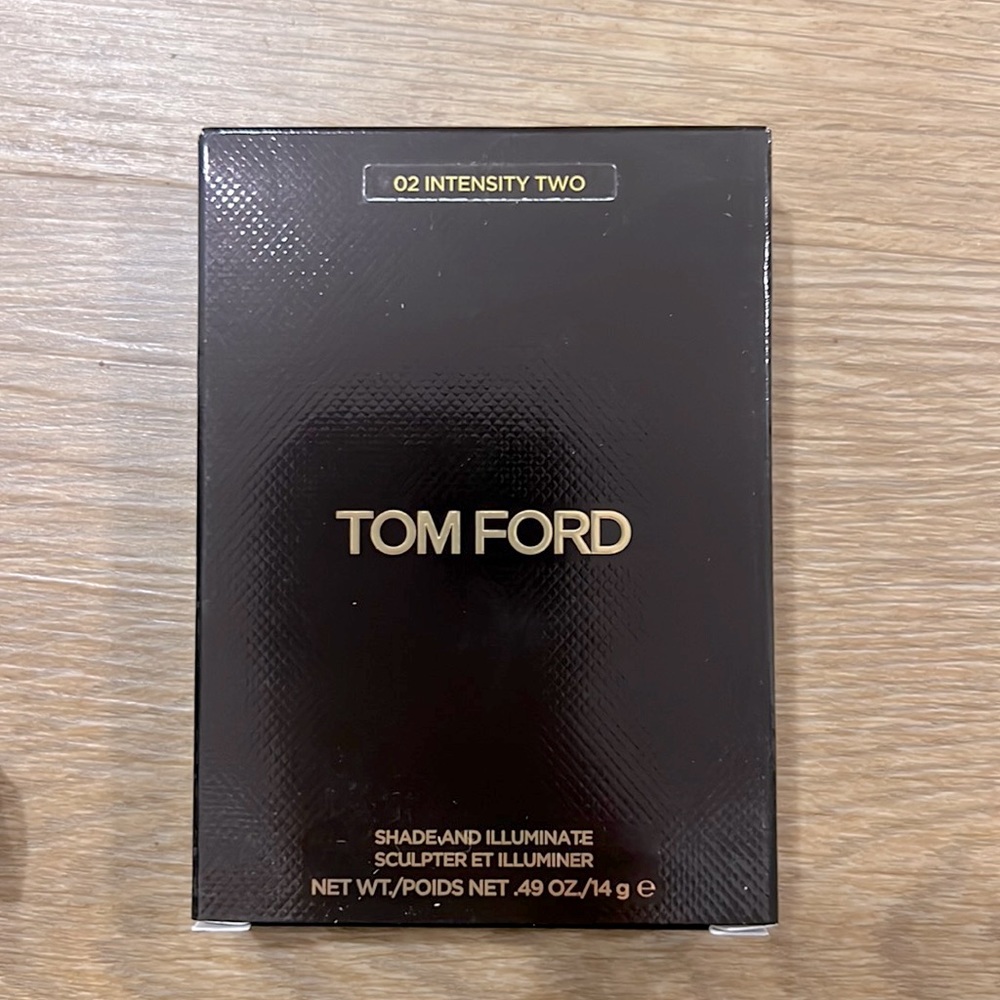 02 INTENSITY TWO
TOM FORD
SHADE AND ILLUMINATE
SCULPTER ET ILLUMINER
NET WT./POIDS NET .49 OZ./14 g ℮